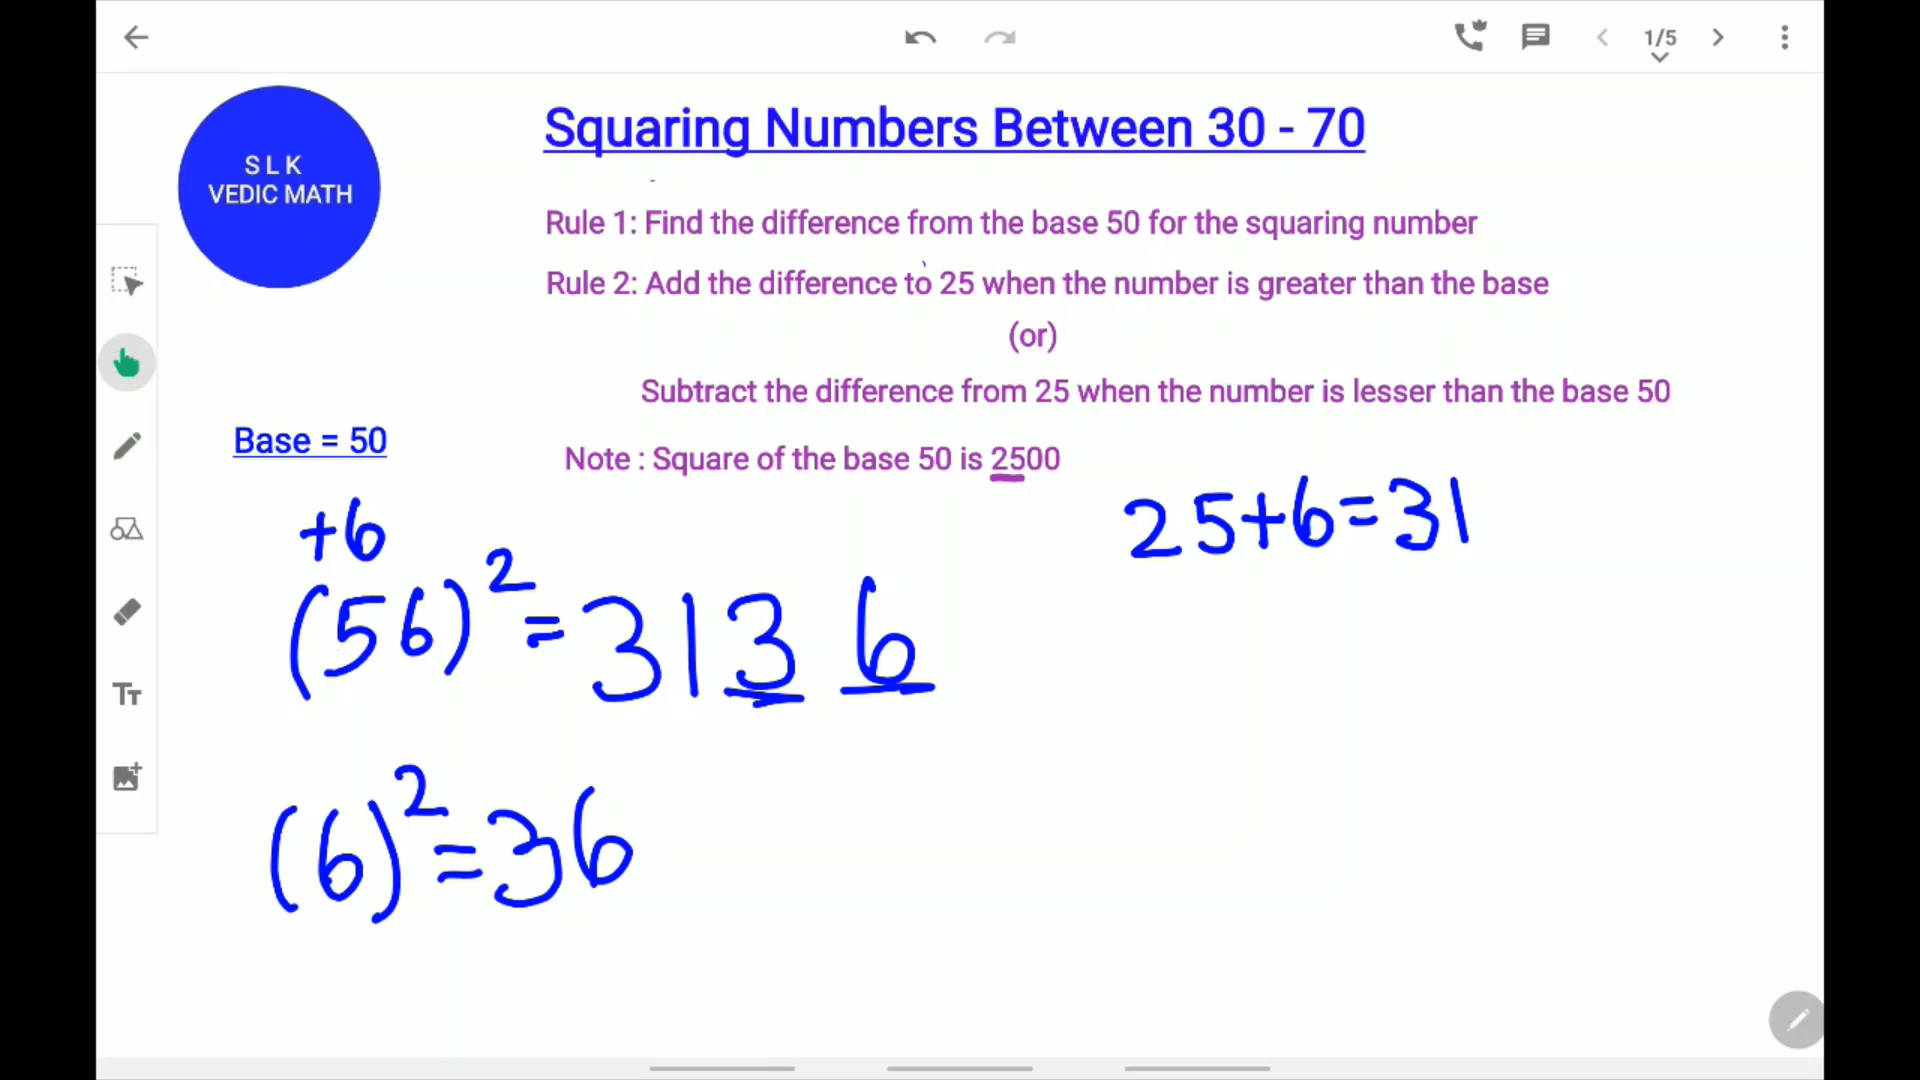 1/5
S L K
VEDIC MATH
Squaring Numbers Between 30 - 70
Rule 1: Find the difference from the base 50 for the squaring number
Rule 2: Add the difference to 25 when the number is greater than the base
(or)
Subtract the difference from 25 when the number is lesser than the base 50
Base = 50
Note : Square of the base 50 is 2500
+6
25+6=31
(56)²=3136
(6)²=36
Tт